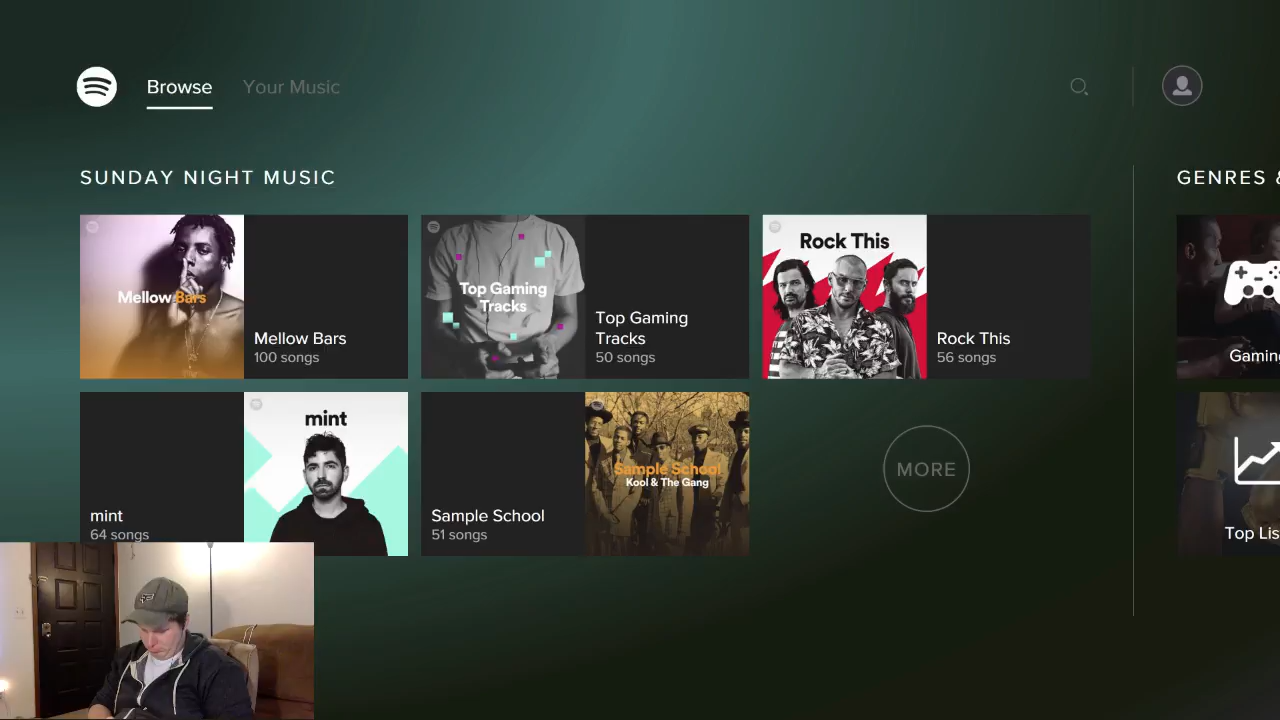 Browse
Your Music
SUNDAY NIGHT MUSIC
GENRES &
Mellow Bars
Mellow Bars
100 songs
Top Gaming
Tracks
Top Gaming
Tracks
50 songs
Rock This
Rock This
56 songs
Gamin
mint
64 songs
mint
Sample School
51 songs
Sample School
Kool & The Gang
MORE
Top Lis